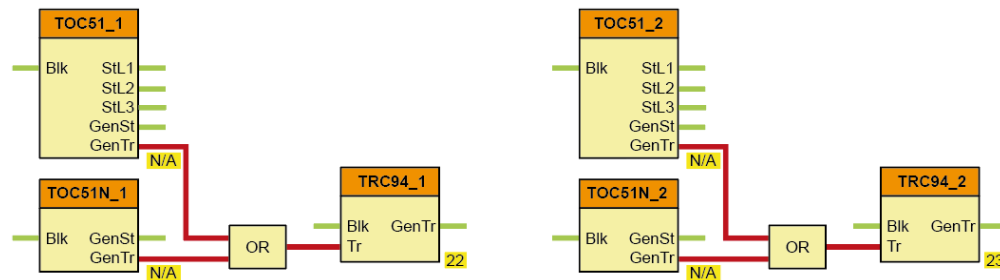 TOC51_1
Blk StL1
StL2
StL3
GenSt
GenTr
N/A
TOC51N_1
Blk GenSt
GenTr
N/A
OR
TRC94_1
Blk GenTr
Tr
22
TOC51_2
Blk StL1
StL2
StL3
GenSt
GenTr
N/A
TOC51N_2
Blk GenSt
GenTr
N/A
OR
TRC94_2
Blk GenTr
Tr
23